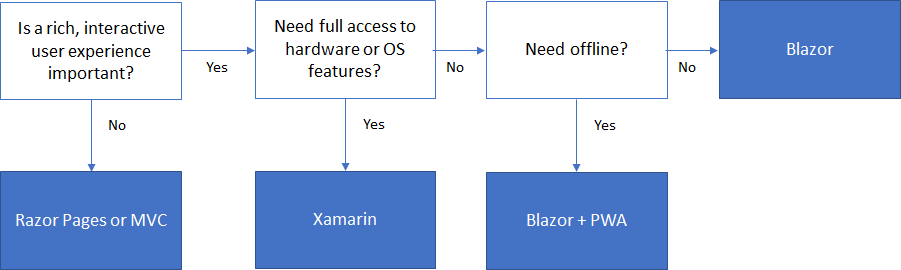 Is a rich, interactive
user experience
important?
Yes
Need full access to
hardware or OS
features?
No
Need offline?
No
Blazor
No
Yes
Yes
Razor Pages or MVC
Xamarin
Blazor + PWA